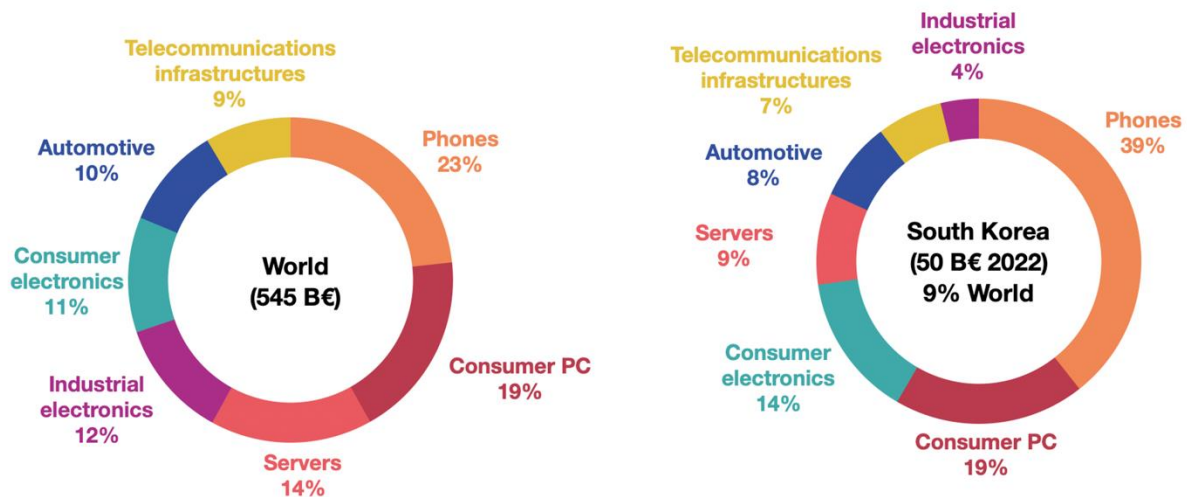 Telecommunications
infrastructures
9%
Phones
23%
Automotive
10%
Consumer
electronics
11%
World
(545 B€)
Consumer PC
19%
Industrial
electronics
12%
Servers
14%
Industrial
electronics
4%
Telecommunications
infrastructures
7%
Phones
39%
Automotive
8%
Servers
9%
South Korea
(50 B€ 2022)
9% World
Consumer
electronics
14%
Consumer PC
19%